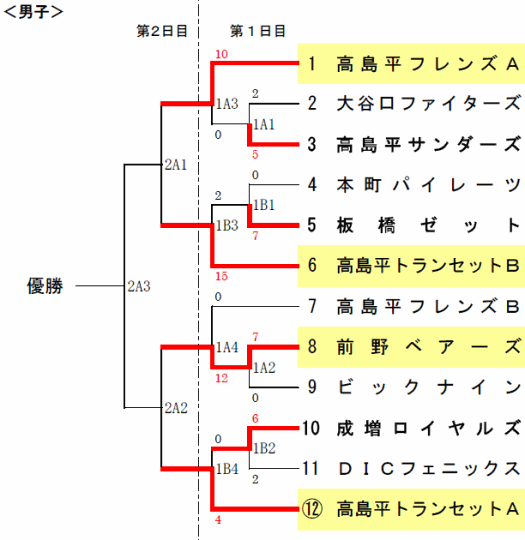 ＜男子＞
第２日目 第１日目
10
1 高島平フレンズＡ
1A3
2
2 大谷口ファイターズ
0
1A1
5
3 高島平サンダーズ
2A1
0
4 本町パイレーツ
2
1B1
1B3
7
5 板橋ゼット
15
6 高島平トランセットＢ
優勝
2A3
0
7 高島平フレンズＢ
1A4
7
8 前野ベアーズ
12
1A2
0
9 ビックナイン
2A2
6
10 成増ロイヤルズ
0
1B2
1B4
2
11 ＤＩＣフェニックス
4
⑫ 高島平トランセットＡ